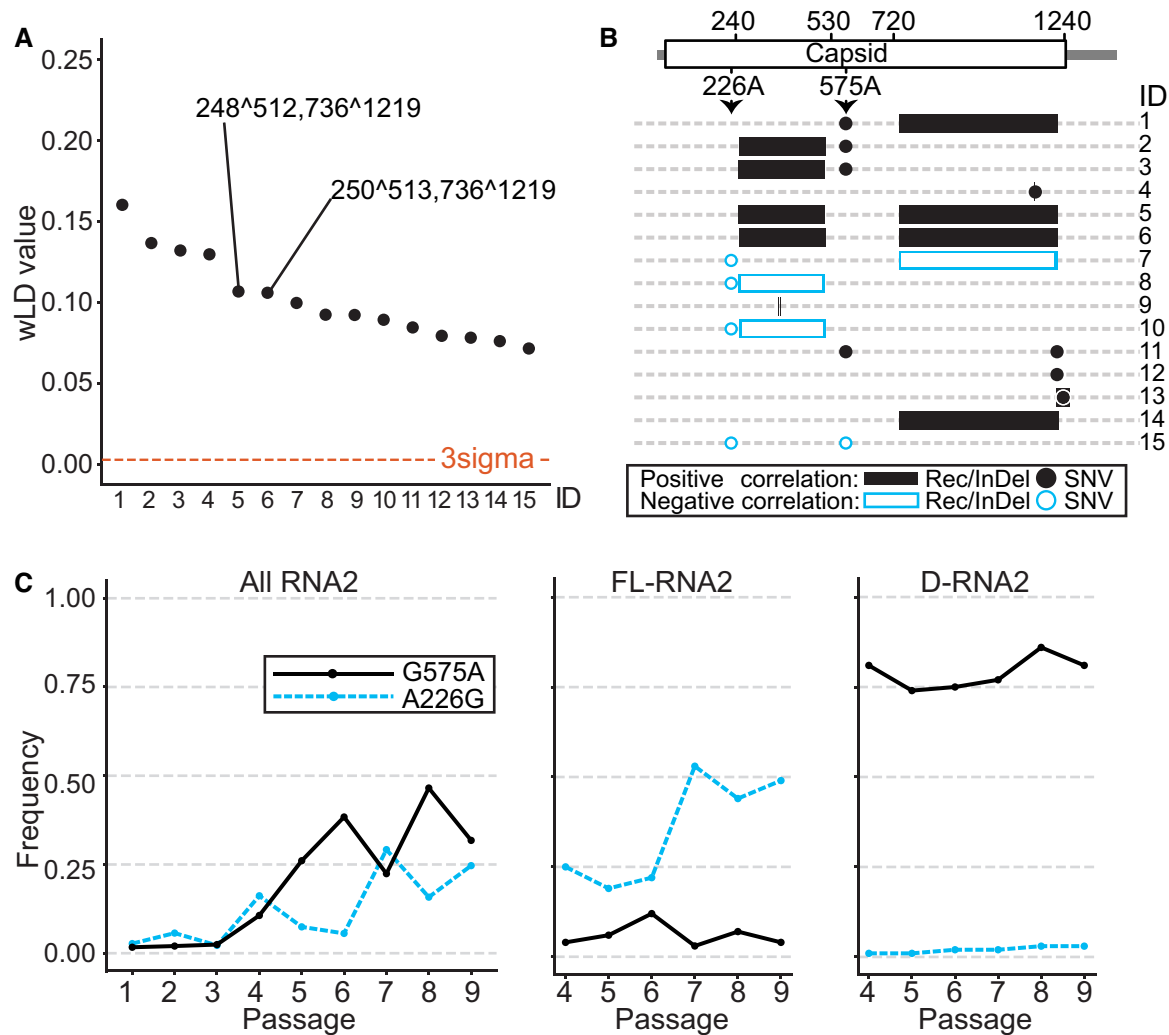 A
0.25
0.20
0.15
0.10
0.05
0.00
wLD value
248^512,736^1219
250^513,736^1219
3sigma
1 2 3 4 5 6 7 8 9 10 11 12 13 14 15 ID
B
240 530 720 1240
Capsid
226A 575A
ID
1
2
3
4
5
6
7
8
9
10
11
12
13
14
15
Positive correlation: Rec/InDel SNV
Negative correlation: Rec/InDel SNV
C
All RNA2 FL-RNA2 D-RNA2
1.00
0.75
0.50
0.25
0.00
Frequency
G575A
A226G
1 2 3 4 5 6 7 8 9
Passage
4 5 6 7 8 9
Passage
4 5 6 7 8 9
Passage